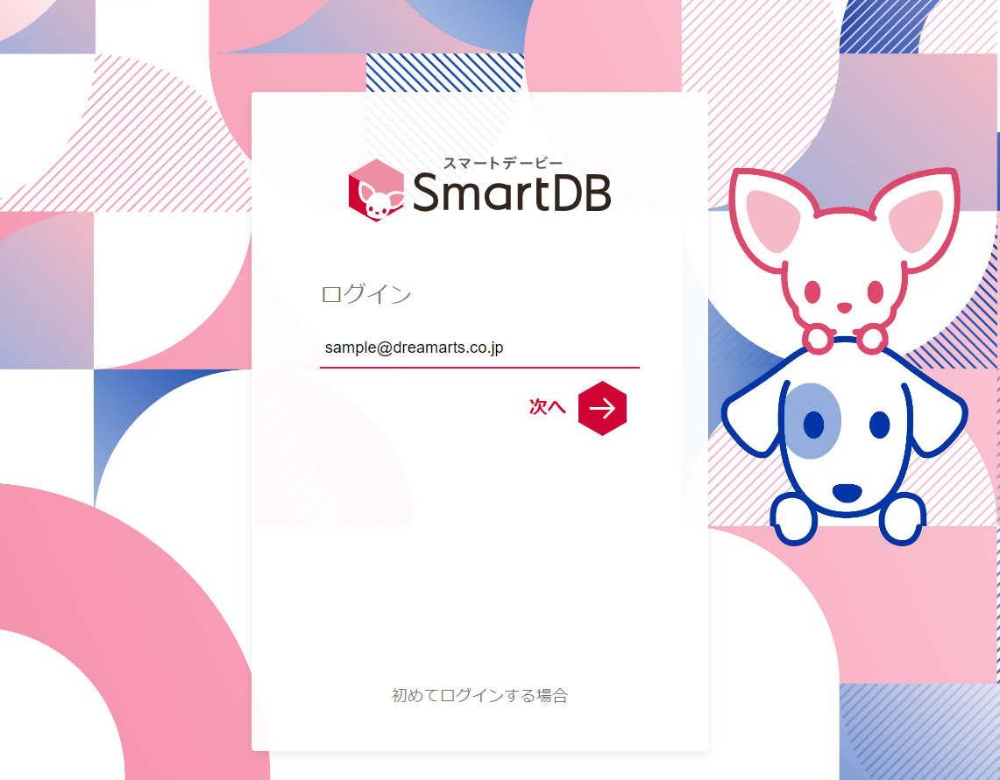 スマートデービー
SmartDB
ログイン
sample@dreamarts.co.jp
次へ
初めてログインする場合